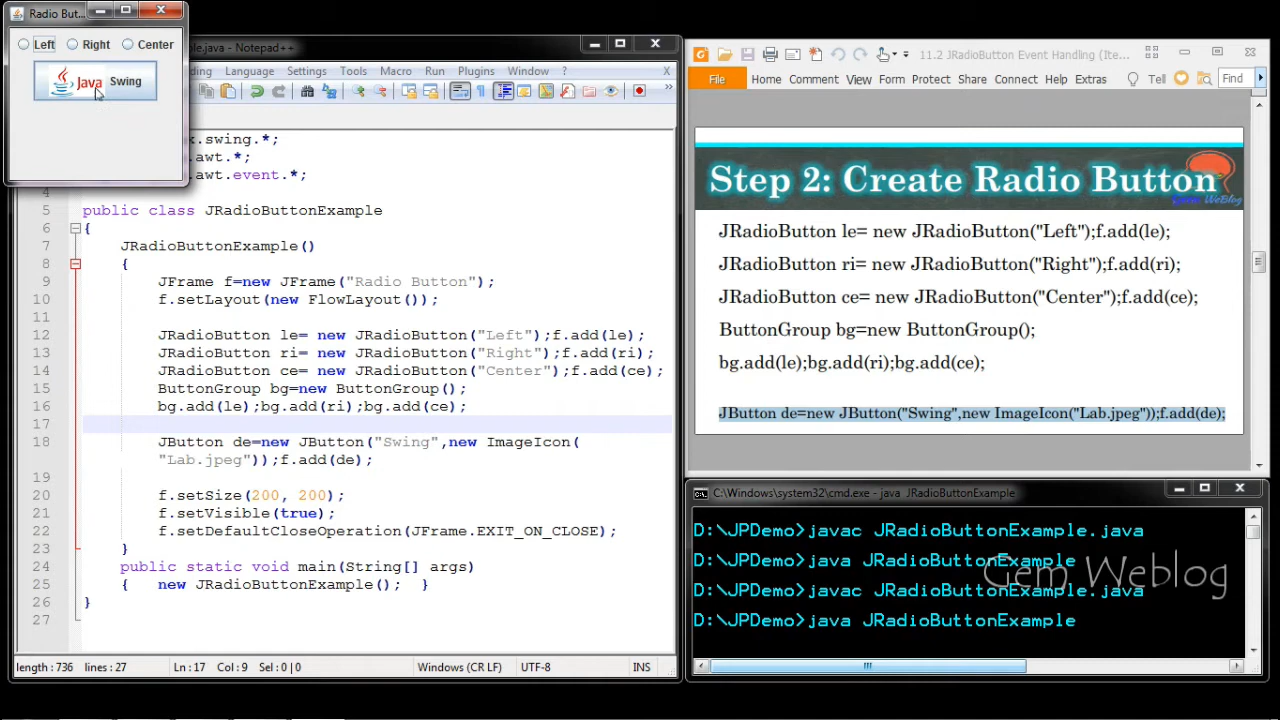 Radio But...
Left Right Center
Java Swing
le.java - Notepad++
ding Language Settings Tools Macro Run Plugins Window ? X
x.swing.*;
.awt.*;
.awt.event.*;
4
5 public class JRadioButtonExample
6 {
7 JRadioButtonExample()
8 {
9 JFrame f=new JFrame("Radio Button");
10 f.setLayout(new FlowLayout());
11
12 JRadioButton le= new JRadioButton("Left");f.add(le);
13 JRadioButton ri= new JRadioButton("Right");f.add(ri);
14 JRadioButton ce= new JRadioButton("Center");f.add(ce);
15 ButtonGroup bg=new ButtonGroup();
16 bg.add(le);bg.add(ri);bg.add(ce);
17
18 JButton de=new JButton("Swing",new ImageIcon(
"Lab.jpeg"));f.add(de);
19
20 f.setSize(200, 200);
21 f.setVisible(true);
22 f.setDefaultCloseOperation(JFrame.EXIT_ON_CLOSE);
23 }
24 public static void main(String[] args)
25 { new JRadioButtonExample(); }
26 }
27
length : 736 lines : 27 Ln : 17 Col : 9 Sel : 0 | 0 Windows (CR LF) UTF-8 INS
11.2 JRadioButton Event Handling (Ite...
File Home Comment View Form Protect Share Connect Help Extras Tell Find
Step 2: Create Radio Button
Gem WeBlog
JRadioButton le= new JRadioButton("Left");f.add(le);
JRadioButton ri= new JRadioButton("Right");f.add(ri);
JRadioButton ce= new JRadioButton("Center");f.add(ce);
ButtonGroup bg=new ButtonGroup();
bg.add(le);bg.add(ri);bg.add(ce);
JButton de=new JButton("Swing",new ImageIcon("Lab.jpeg"));f.add(de);
C:\Windows\system32\cmd.exe - java JRadioButtonExample
D:\JPDemo>javac JRadioButtonExample.java
D:\JPDemo>java JRadioButtonExample
D:\JPDemo>javac JRadioButtonExample.java
D:\JPDemo>java JRadioButtonExample
Gem Weblog